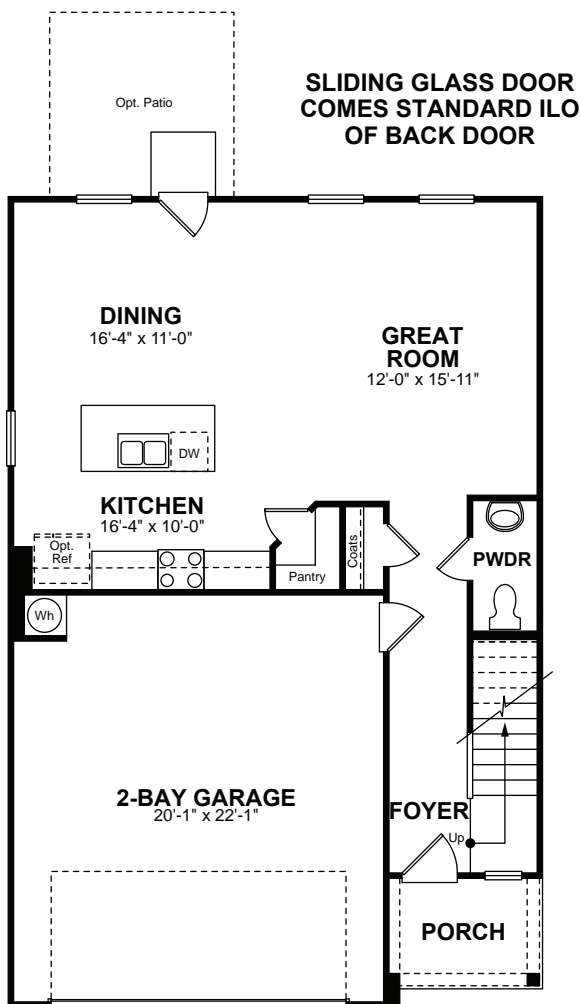 SLIDING GLASS DOOR
COMES STANDARD ILO
OF BACK DOOR
Opt. Patio
DINING
16'-4" x 11'-0"
GREAT
ROOM
12'-0" x 15'-11"
DW
KITCHEN
16'-4" x 10'-0"
Opt.
Ref
Pantry
Coats
PWDR
Wh
2-BAY GARAGE
20'-1" x 22'-1"
FOYER
Up
PORCH